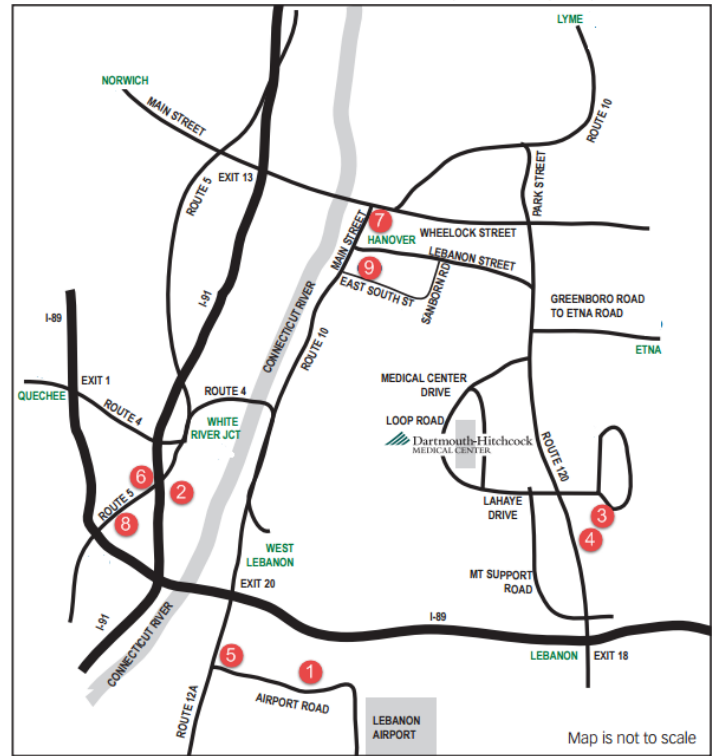 LYME
NORWICH
MAIN STREET
ROUTE 10
ROUTE 5
EXIT 13
PARK STREET
7
WHEELOCK STREET
HANOVER
MAIN STREET
LEBANON STREET
9
EAST SOUTH ST
SANBORN RD
CONNECTICUT RIVER
I-91
GREENBORO ROAD
TO ETNA ROAD
I-89
ROUTE 10
ETNA
EXIT 1
MEDICAL CENTER
DRIVE
QUECHEE
ROUTE 4
ROUTE 4
LOOP ROAD
WHITE
RIVER JCT
Dartmouth-Hitchcock
MEDICAL CENTER
ROUTE 120
6
2
ROUTE 5
LAHAYE
DRIVE
3
8
4
WEST
LEBANON
MT SUPPORT
ROAD
EXIT 20
I-91
CONNECTICUT RIVER
I-89
5
LEBANON
EXIT 18
1
ROUTE 12A
AIRPORT ROAD
LEBANON
AIRPORT
Map is not to scale